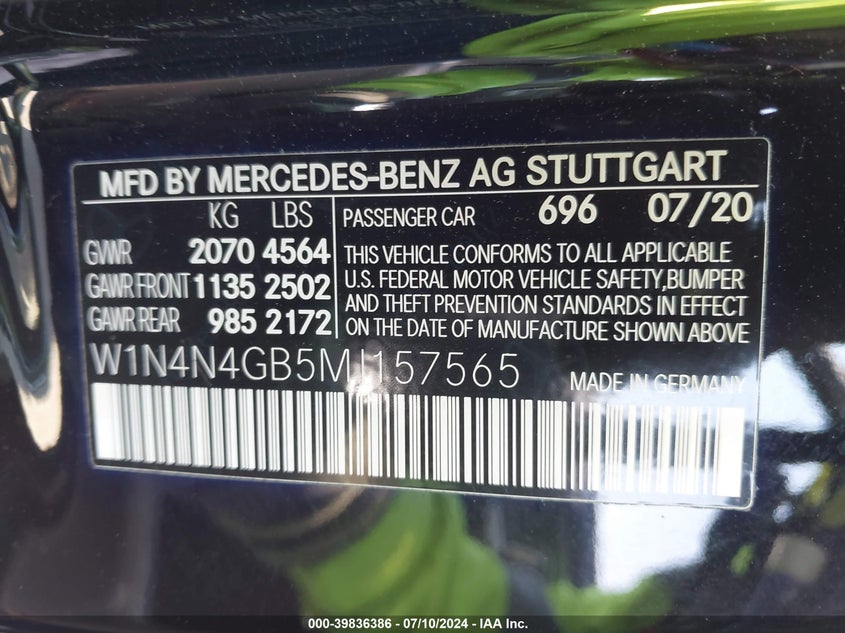 MFD BY MERCEDES-BENZ AG STUTTGART
KG LBS
GVWR 2070 4564
GAWR FRONT 1135 2502
GAWR REAR 985 2172
PASSENGER CAR 696 07/20
THIS VEHICLE CONFORMS TO ALL APPLICABLE
U.S. FEDERAL MOTOR VEHICLE SAFETY,BUMPER
AND THEFT PREVENTION STANDARDS IN EFFECT
ON THE DATE OF MANUFACTURE SHOWN ABOVE
W1N4N4GB5MJ157565
MADE IN GERMANY
000-39836386 - 07/10/2024 - IAA Inc.